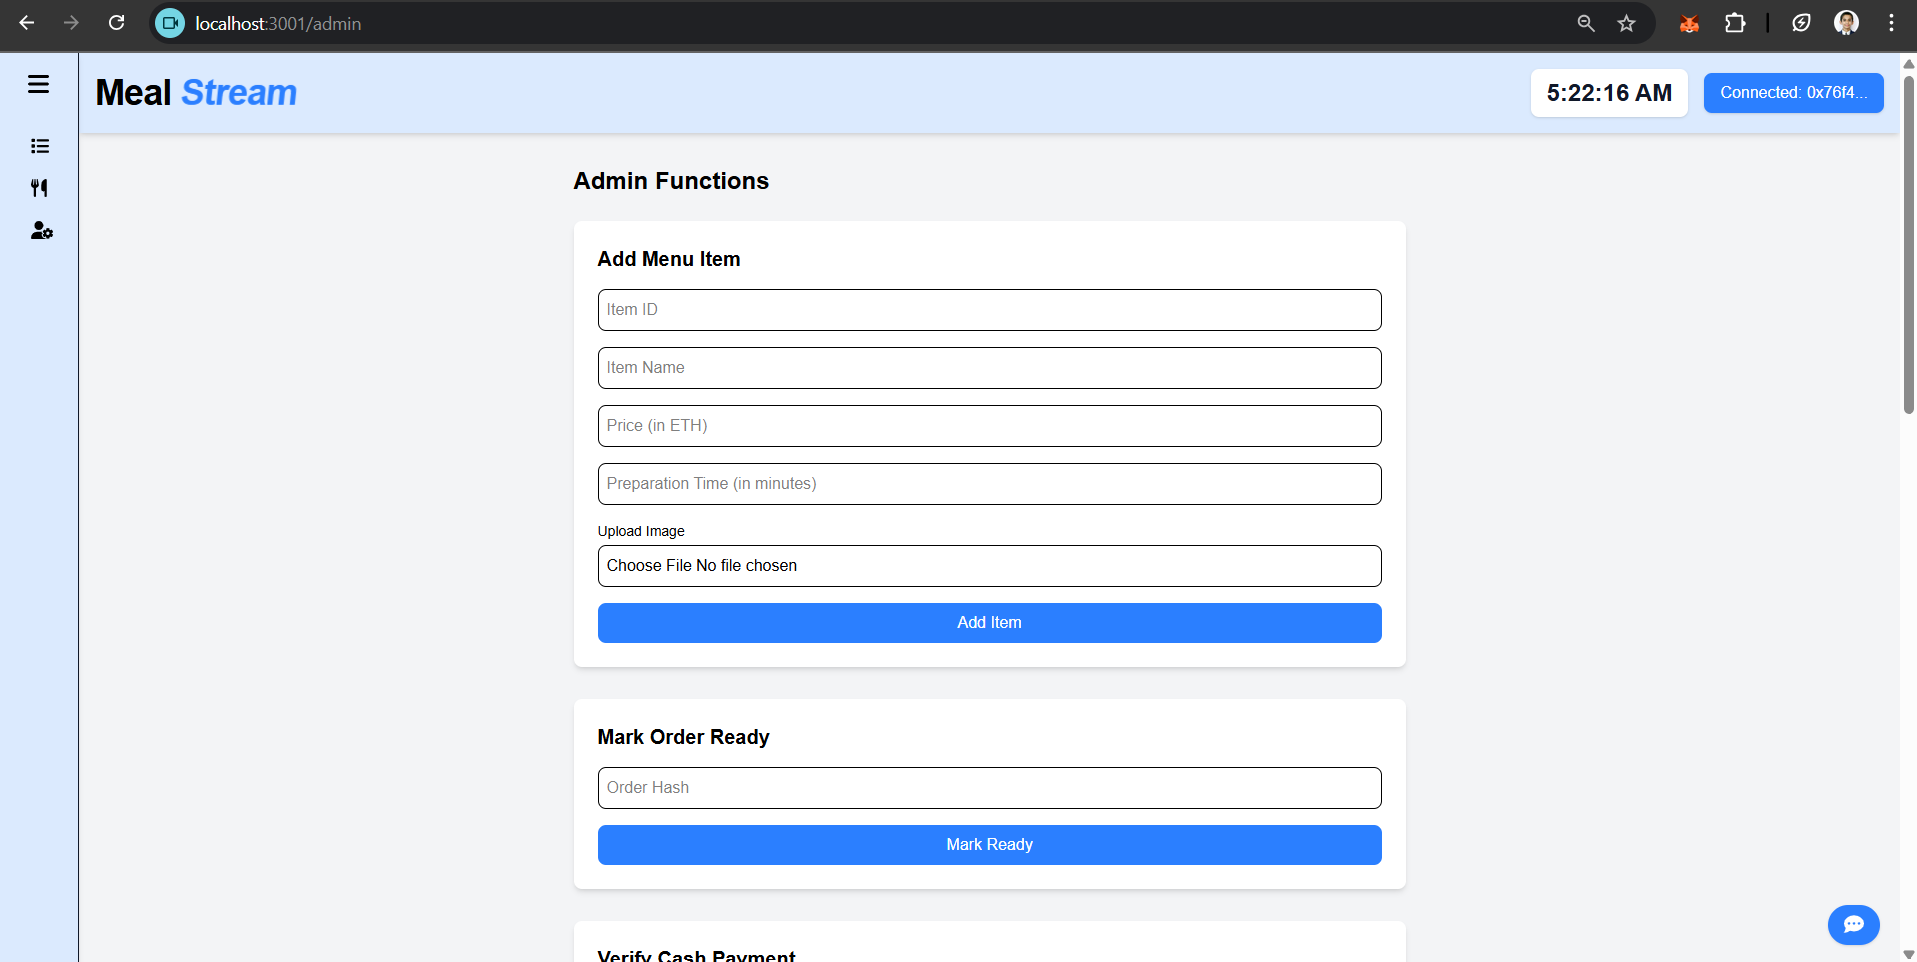 localhost:3001/admin
Meal Stream
5:22:16 AM
Connected: 0x76f4...
Admin Functions
Add Menu Item
Item ID
Item Name
Price (in ETH)
Preparation Time (in minutes)
Upload Image
Choose File No file chosen
Add Item
Mark Order Ready
Order Hash
Mark Ready
Verify Cash Payment